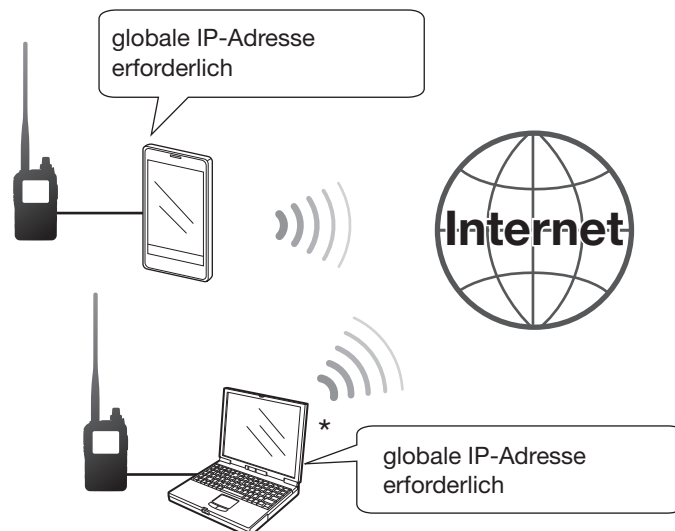 globale IP-Adresse
erforderlich
Internet
*
globale IP-Adresse
erforderlich